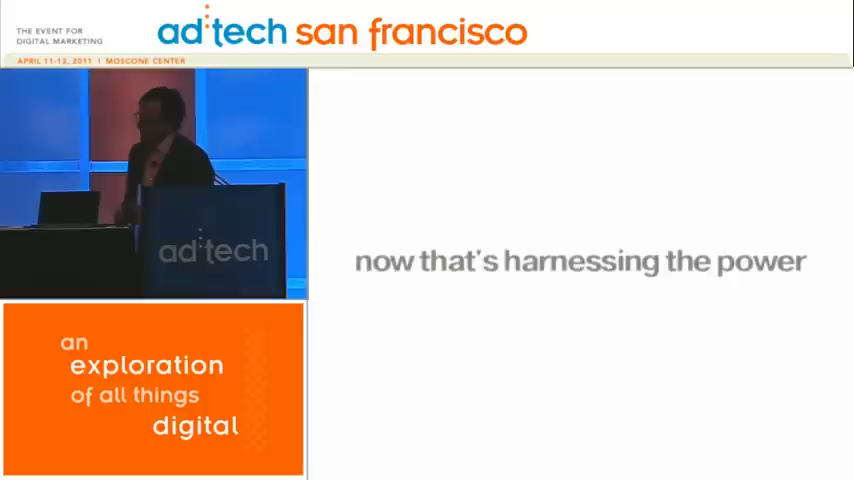 THE EVENT FOR
DIGITAL MARKETING
ad:tech san francisco
APRIL 11-12, 2011 | MOSCONE CENTER
ad:tech
now that's harnessing the power
an
exploration
of all things
digital